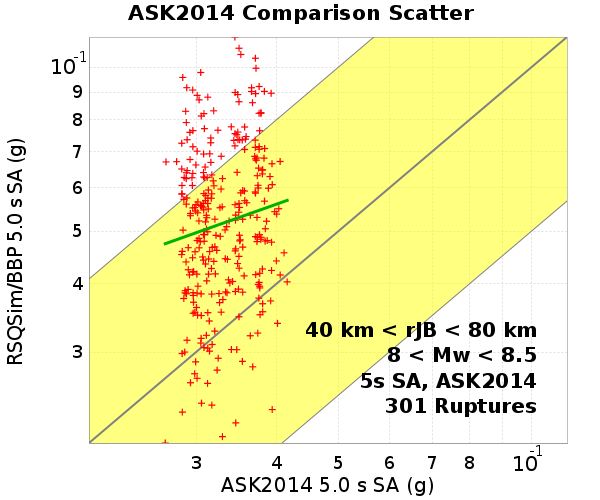 ASK2014 Comparison Scatter
RSQSim/BBP 5.0 s SA (g)
10⁻¹
9
8
7
6
5
4
3
40 km < rJB < 80 km
8 < Mw < 8.5
5s SA, ASK2014
301 Ruptures
3 4 5 6 7 8 10⁻¹
ASK2014 5.0 s SA (g)